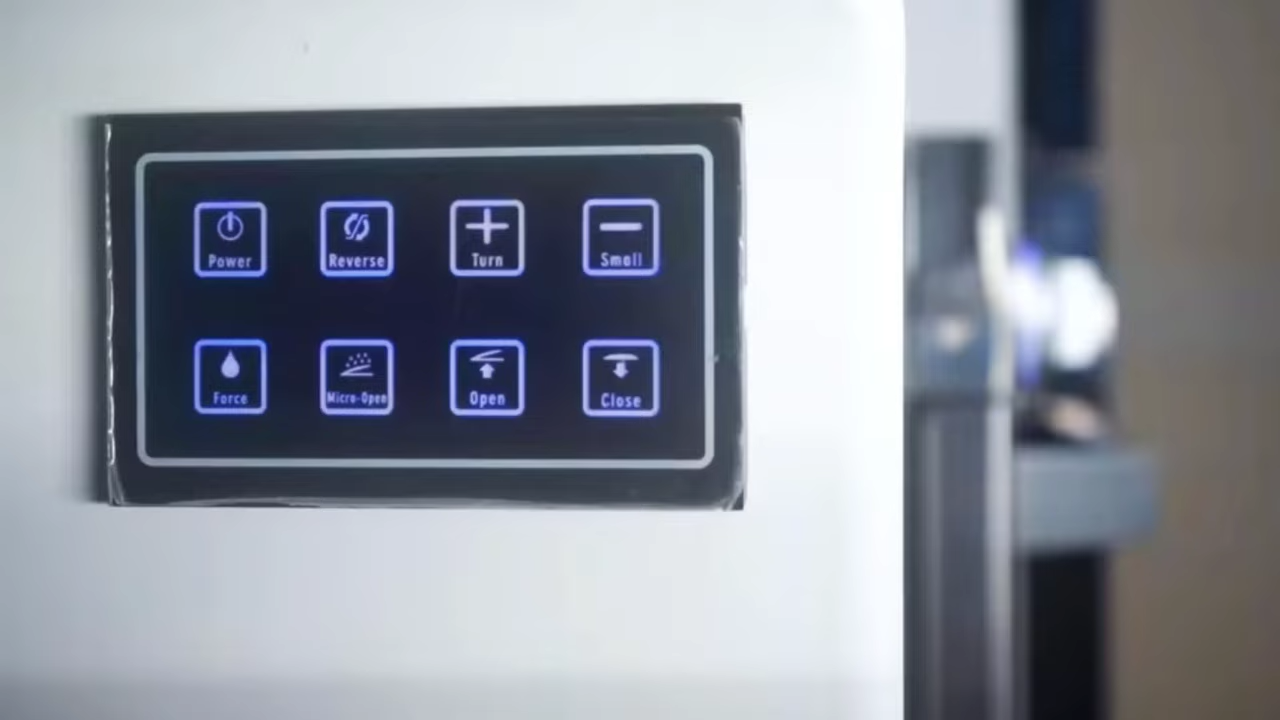 Power
Reverse
Turn
Small
Force
Micro-Open
Open
Close